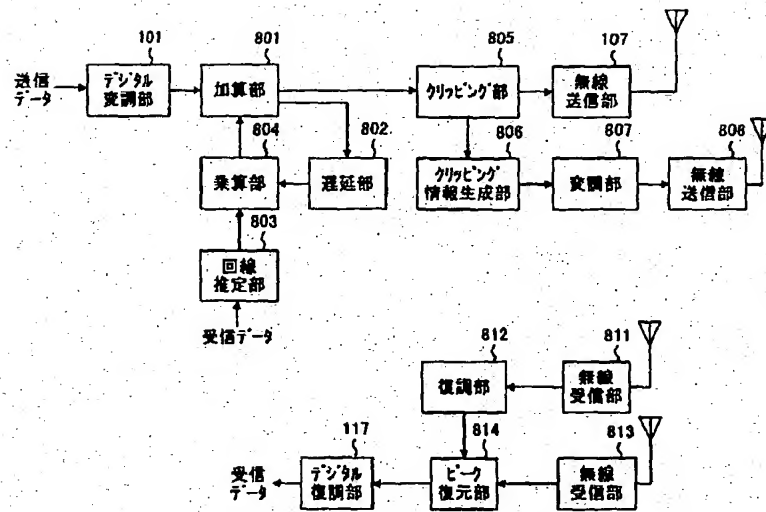 101
801
805
107
送信
データ
デジタル
変調部
加算部
クリッピング部
無線
送信部
804
802
806
807
808
乗算部
遅延部
クリッピング
情報生成部
変調部
無線
送信部
803
回線
推定部
受信データ
812
811
復調部
無線
受信部
117
814
813
受信
データ
デジタル
復調部
ピーク
復元部
無線
受信部